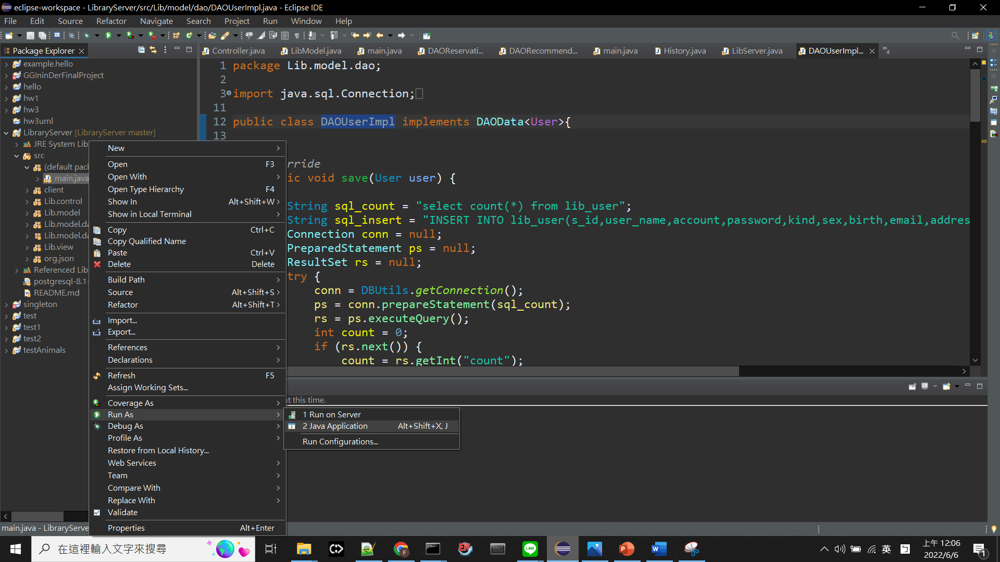 eclipse-workspace - LibraryServer/src/Lib/model/dao/DAOUserImpl.java - Eclipse IDE
File Edit Source Refactor Navigate Search Project Run Window Help
Package Explorer
Controller.java LibModel.java main.java DAOReservati... DAORecommend... main.java History.java LibServer.java DAOUserImpl... »4
example.hello
GGIninDerFinalProject
hello
hw1
hw3
hw3uml
LibraryServer [LibraryServer master]
JRE System Lib
src
(default pac
main.java
client
Lib.control
Lib.model
Lib.model.da
Lib.model.da
Lib.view
org.json
Referenced Lib
postgresql-8.1-
README.md
singleton
test
test1
test2
testAnimals
1 package Lib.model.dao;
2
3 import java.sql.Connection;
11
12 public class DAOUserImpl implements DAOData<User>{
13
rride
ic void save(User user) {
String sql_count = "select count(*) from lib_user";
String sql_insert = "INSERT INTO lib_user(s_id,user_name,account,password,kind,sex,birth,email,addres
Connection conn = null;
PreparedStatement ps = null;
ResultSet rs = null;
try {
conn = DBUtils.getConnection();
ps = conn.prepareStatement(sql_count);
rs = ps.executeQuery();
int count = 0;
if (rs.next()) {
count = rs.getInt("count");
at this time.
New
Open F3
Open With
Open Type Hierarchy F4
Show In Alt+Shift+W
Show in Local Terminal
Copy Ctrl+C
Copy Qualified Name
Paste Ctrl+V
Delete Delete
Build Path
Source Alt+Shift+S
Refactor Alt+Shift+T
Import...
Export...
References
Declarations
Refresh F5
Assign Working Sets...
Coverage As
Run As
Debug As
Profile As
Restore from Local History...
Web Services
Team
Compare With
Replace With
Validate
Properties Alt+Enter
1 Run on Server
2 Java Application Alt+Shift+X, J
Run Configurations...
main.java - LibraryServe
在這裡輸入文字來搜尋
英
上午 12:06
2022/6/6
1